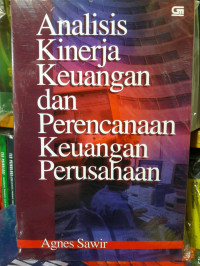 Analisis
Kinerja
Keuangan
dan
Perencanaan
Keuangan
Perusahaan
Agnes Sawir